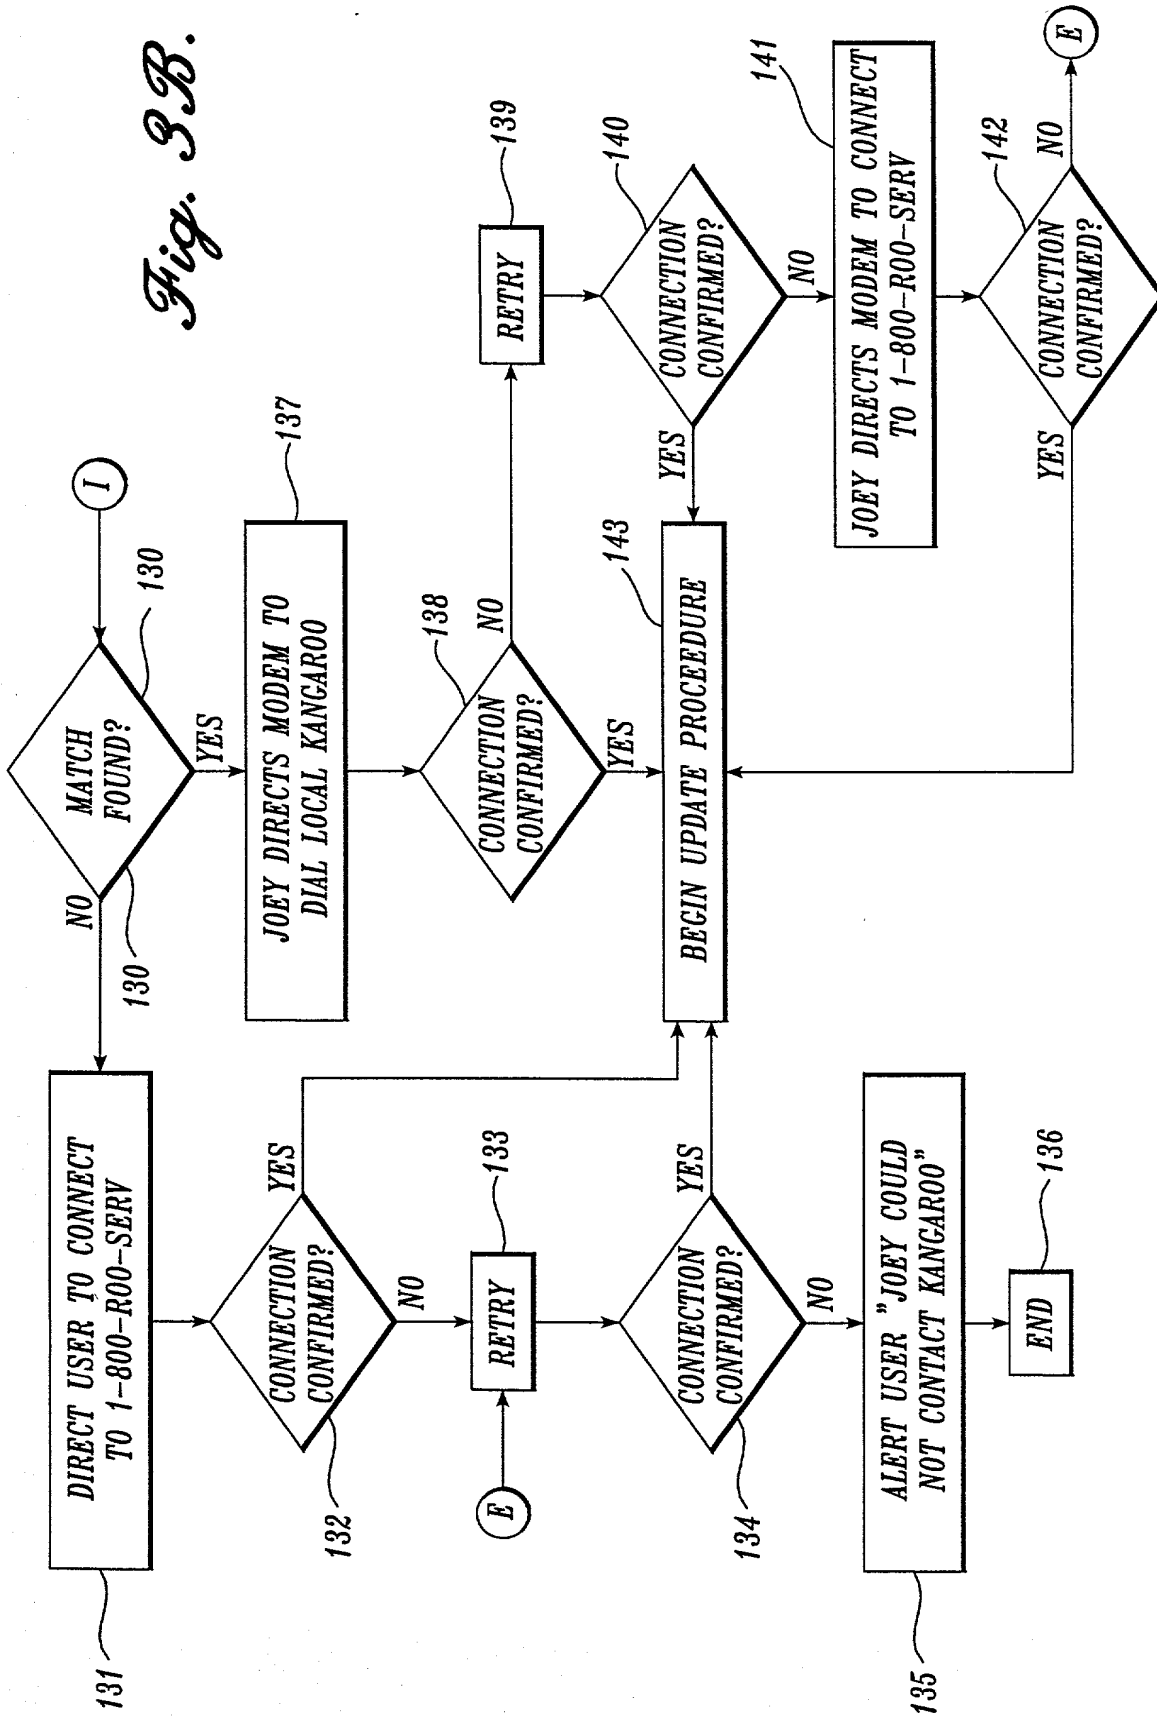 Fig. 3B.
I
MATCH
FOUND?
130
130
NO
YES
DIRECT USER TO CONNECT
TO 1-800-ROO-SERV
131
JOEY DIRECTS MODEM TO
DIAL LOCAL KANGAROO
137
CONNECTION
CONFIRMED?
132
YES
NO
CONNECTION
CONFIRMED?
138
NO
YES
RETRY
133
E
RETRY
139
CONNECTION
CONFIRMED?
134
YES
NO
BEGIN UPDATE PROCEEDURE
143
CONNECTION
CONFIRMED?
140
YES
NO
ALERT USER "JOEY COULD
NOT CONTACT KANGAROO"
135
JOEY DIRECTS MODEM TO CONNECT
TO 1-800-ROO-SERV
141
END
136
CONNECTION
CONFIRMED?
142
YES
NO
E